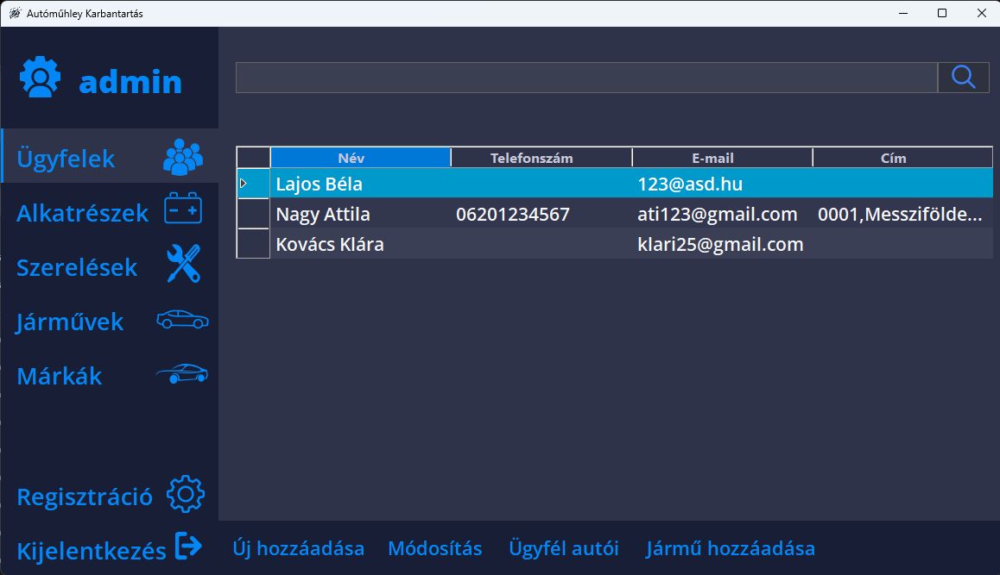 Autóműhley Karbantartás
admin
Ügyfelek
Alkatrészek
Szerelések
Járművek
Márkák
Regisztráció
Kijelentkezés
Név Telefonszám E-mail Cím
Lajos Béla 123@asd.hu
Nagy Attila 06201234567 ati123@gmail.com 0001,Messzifölde...
Kovács Klára klari25@gmail.com
Új hozzáadása Módosítás Ügyfél autói Jármű hozzáadása